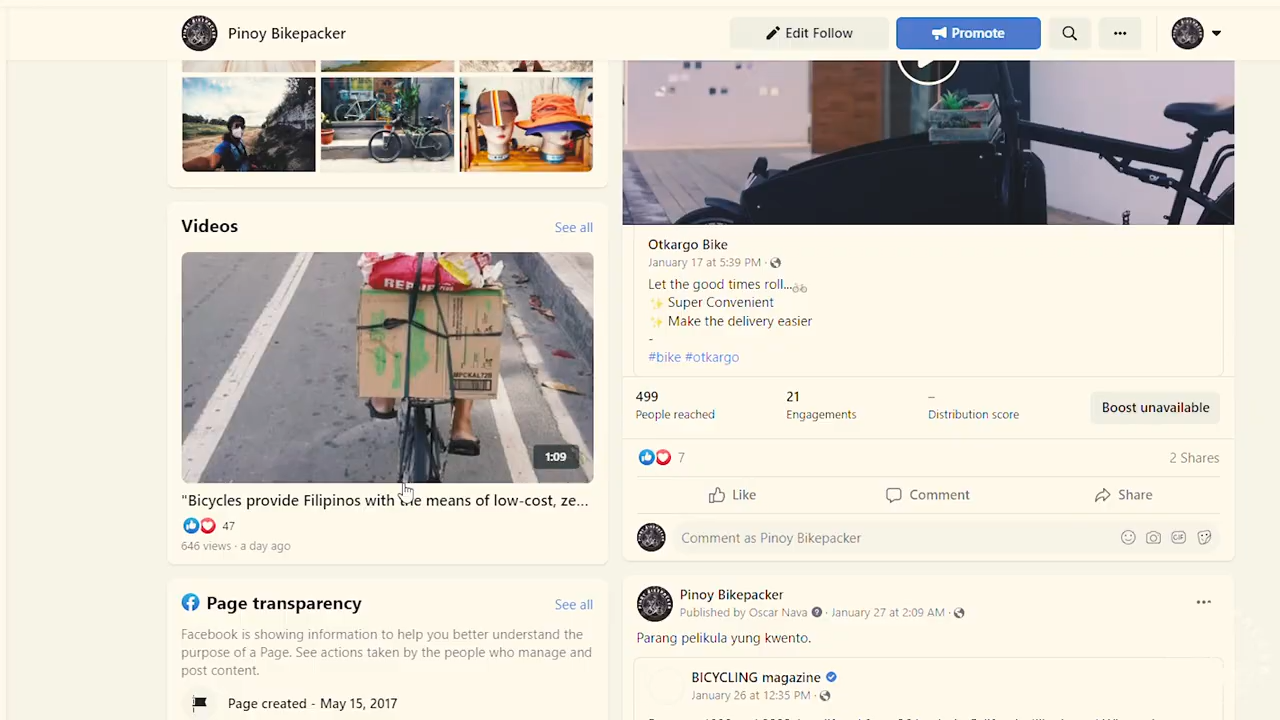 Pinoy Bikepacker
Edit Follow
Promote
Videos
See all
1:09
"Bicycles provide Filipinos with the means of low-cost, ze...
47
646 views · a day ago
Page transparency
See all
Facebook is showing information to help you better understand the
purpose of a Page. See actions taken by the people who manage and
post content.
Page created - May 15, 2017
Otkargo Bike
January 17 at 5:39 PM ·
Let the good times roll...
✨ Super Convenient
✨ Make the delivery easier
-
#bike #otkargo
499
People reached
21
Engagements
–
Distribution score
Boost unavailable
7
2 Shares
Like
Comment
Share
Comment as Pinoy Bikepacker
GIF
Pinoy Bikepacker
Published by Oscar Nava · January 27 at 2:09 AM ·
Parang pelikula yung kwento.
BICYCLING magazine
January 26 at 12:35 PM ·